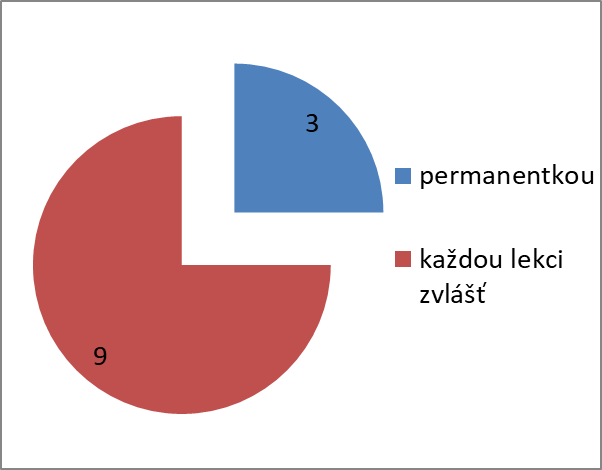 3
permanentkou
každou lekci
zvlášť
9